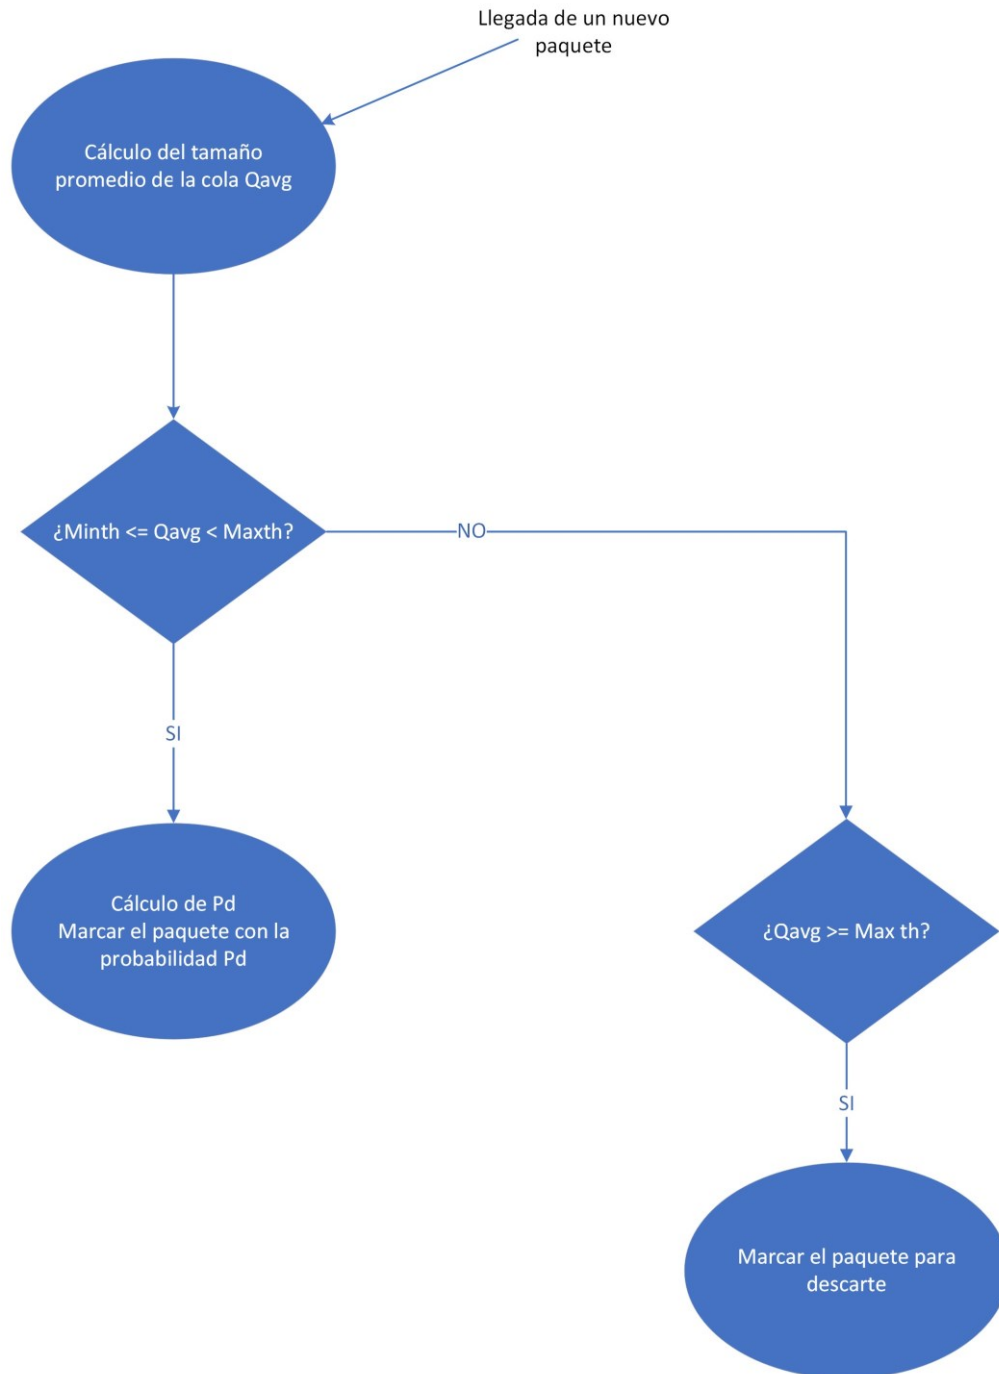 Llegada de un nuevo
paquete
Cálculo del tamaño
promedio de la cola Qavg
¿Minth <= Qavg < Maxth?
NO
SI
Cálculo de Pd
Marcar el paquete con la
probabilidad Pd
¿Qavg >= Max th?
SI
Marcar el paquete para
descarte